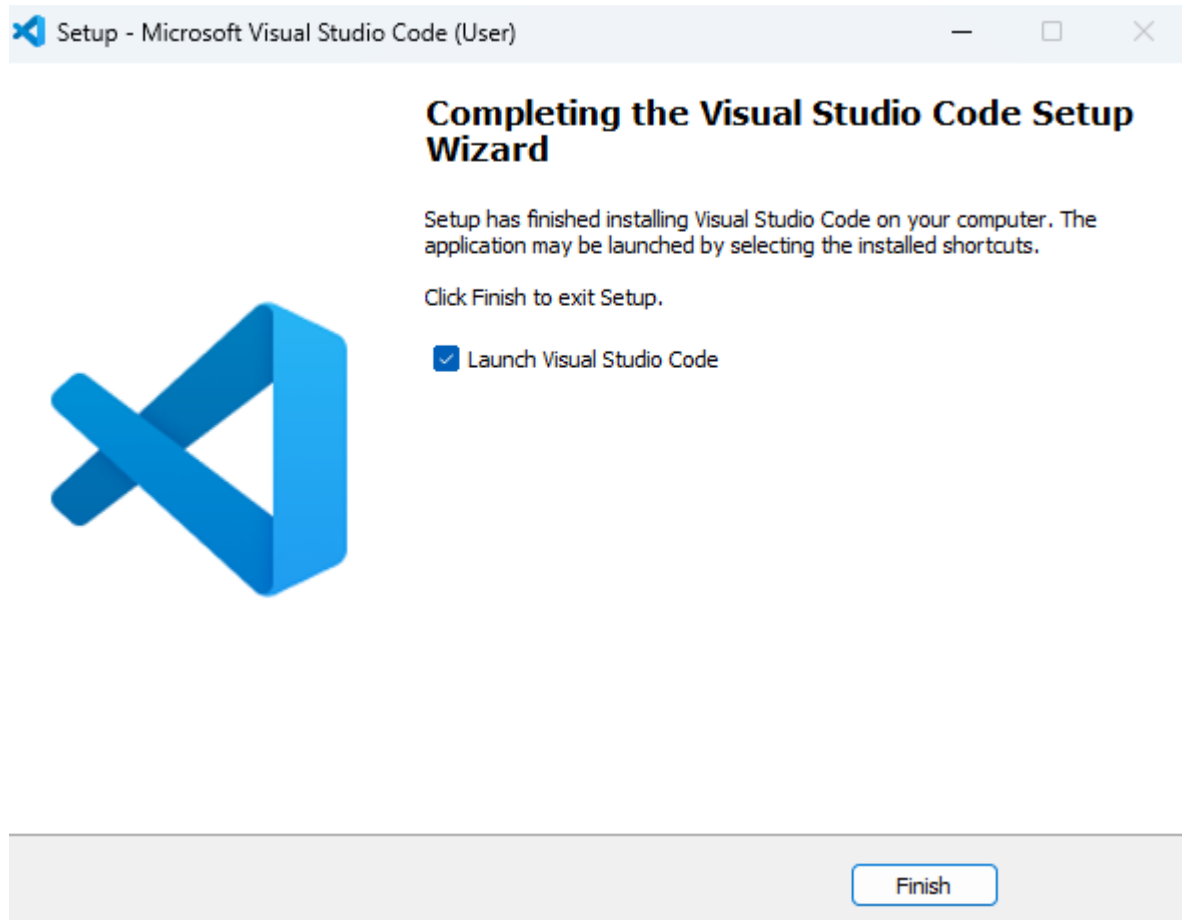 Setup - Microsoft Visual Studio Code (User)
Completing the Visual Studio Code Setup
Wizard
Setup has finished installing Visual Studio Code on your computer. The
application may be launched by selecting the installed shortcuts.
Click Finish to exit Setup.
Launch Visual Studio Code
Finish